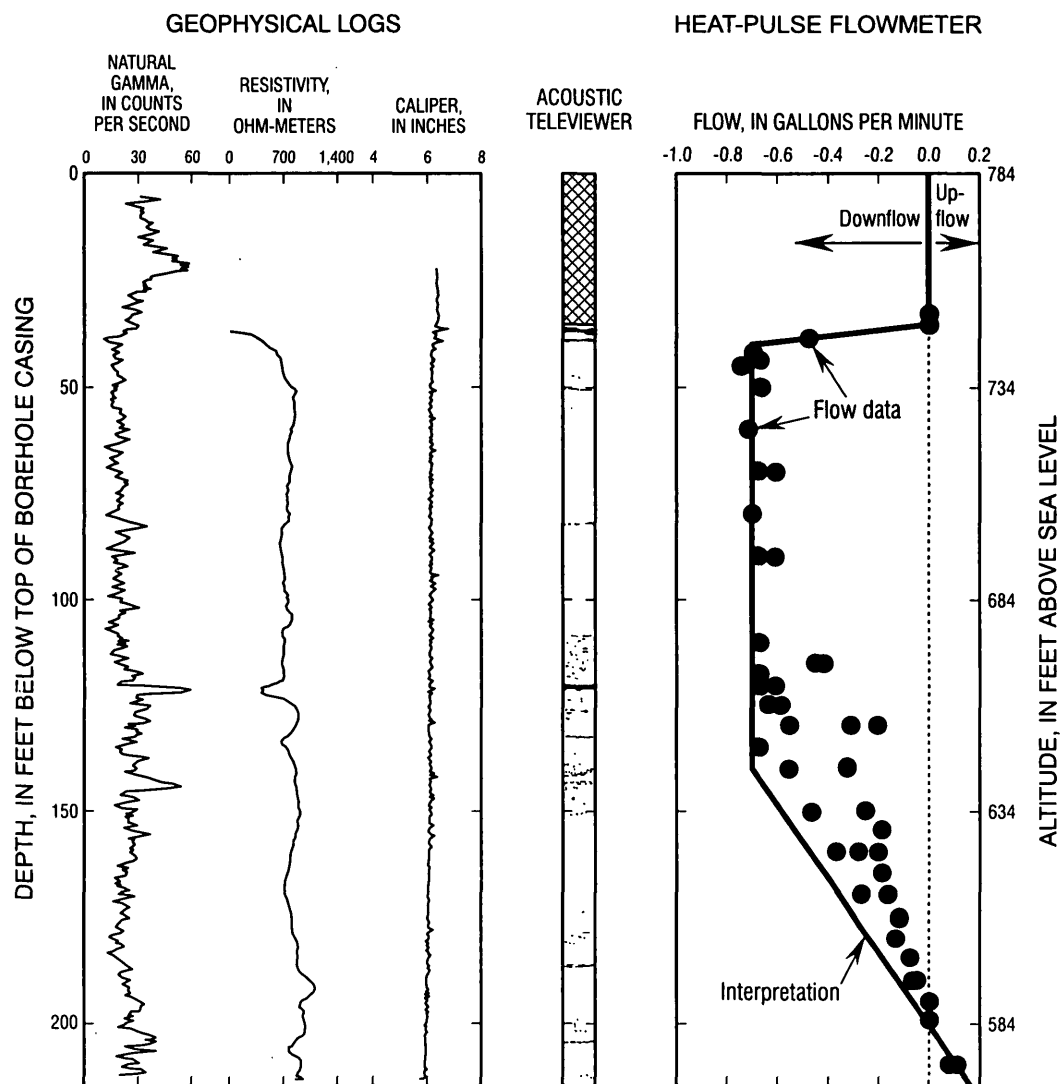 GEOPHYSICAL LOGS
HEAT-PULSE FLOWMETER
NATURAL
GAMMA,
IN COUNTS
PER SECOND
RESISTIVITY,
IN
OHM-METERS
CALIPER,
IN INCHES
ACOUSTIC
TELEVIEWER
FLOW, IN GALLONS PER MINUTE
0 30 60 0 700 1,400 4 6 8
-1.0 -0.8 -0.6 -0.4 -0.2 0.0 0.2
0
50
100
150
200
DEPTH, IN FEET BELOW TOP OF BOREHOLE CASING
Downflow
Up-
flow
Flow data
Interpretation
784
734
684
634
584
ALTITUDE, IN FEET ABOVE SEA LEVEL